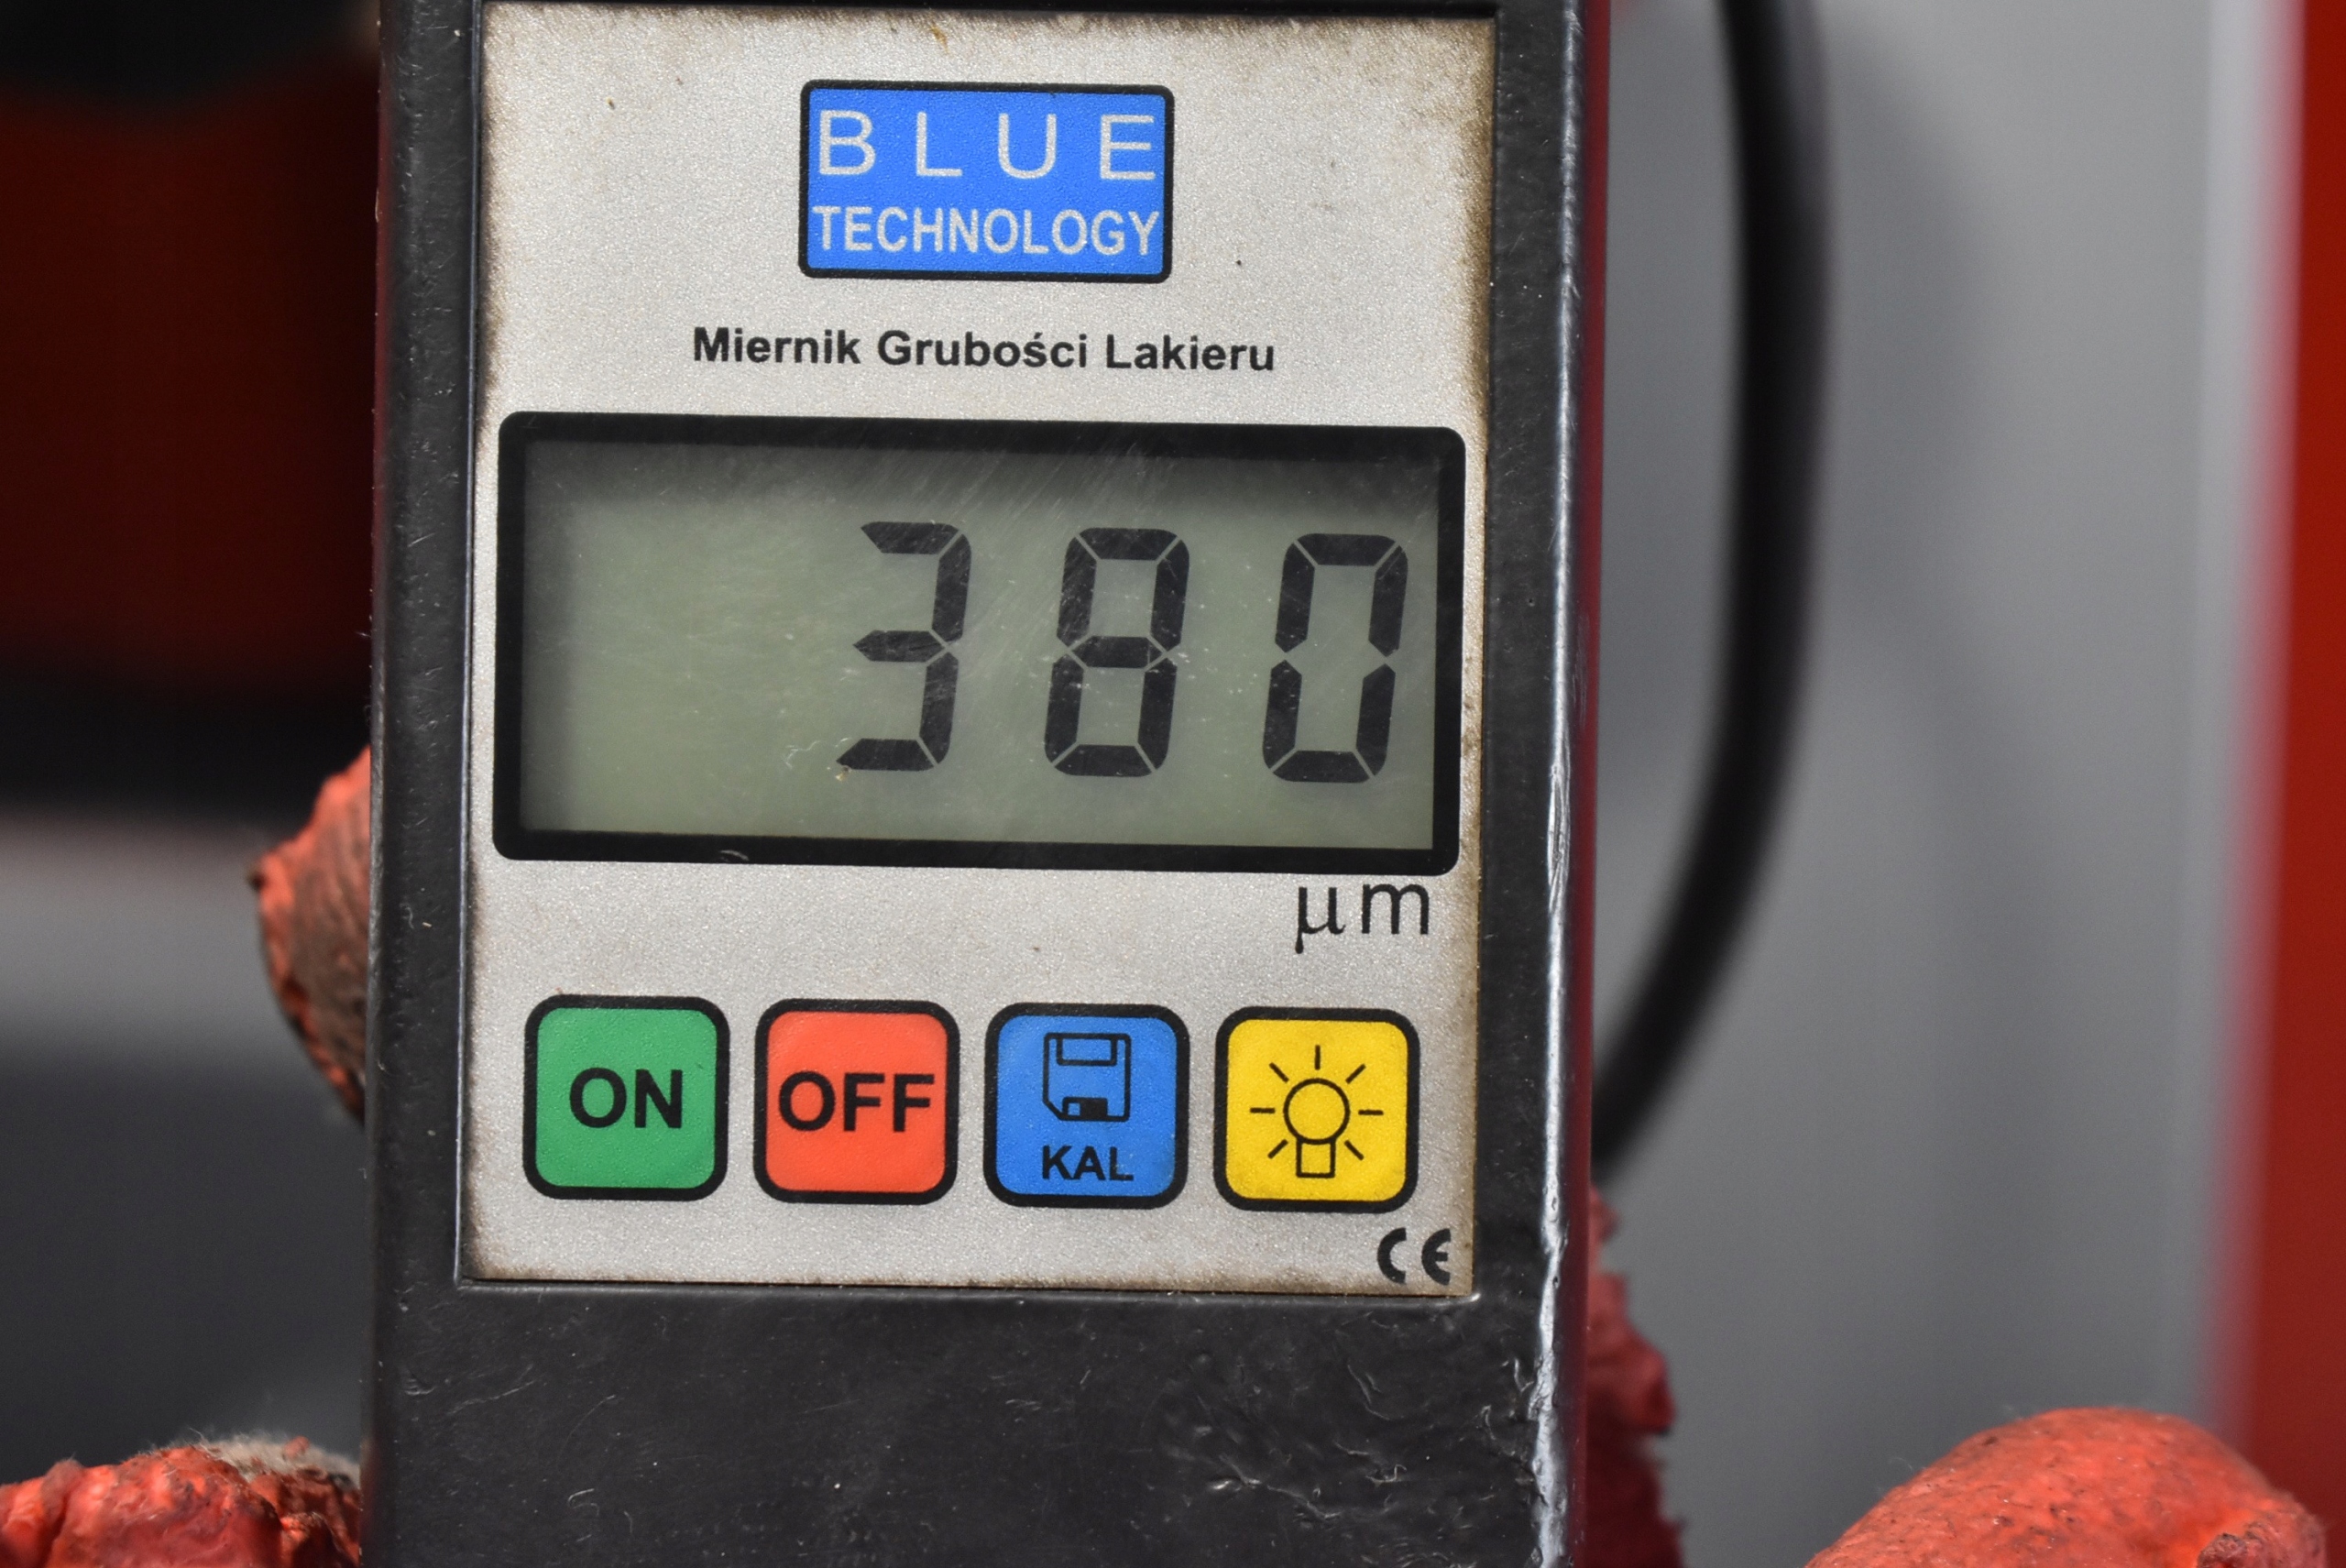 BLUE
TECHNOLOGY
Miernik Grubości Lakieru
380
μm
ON OFF KAL
CE